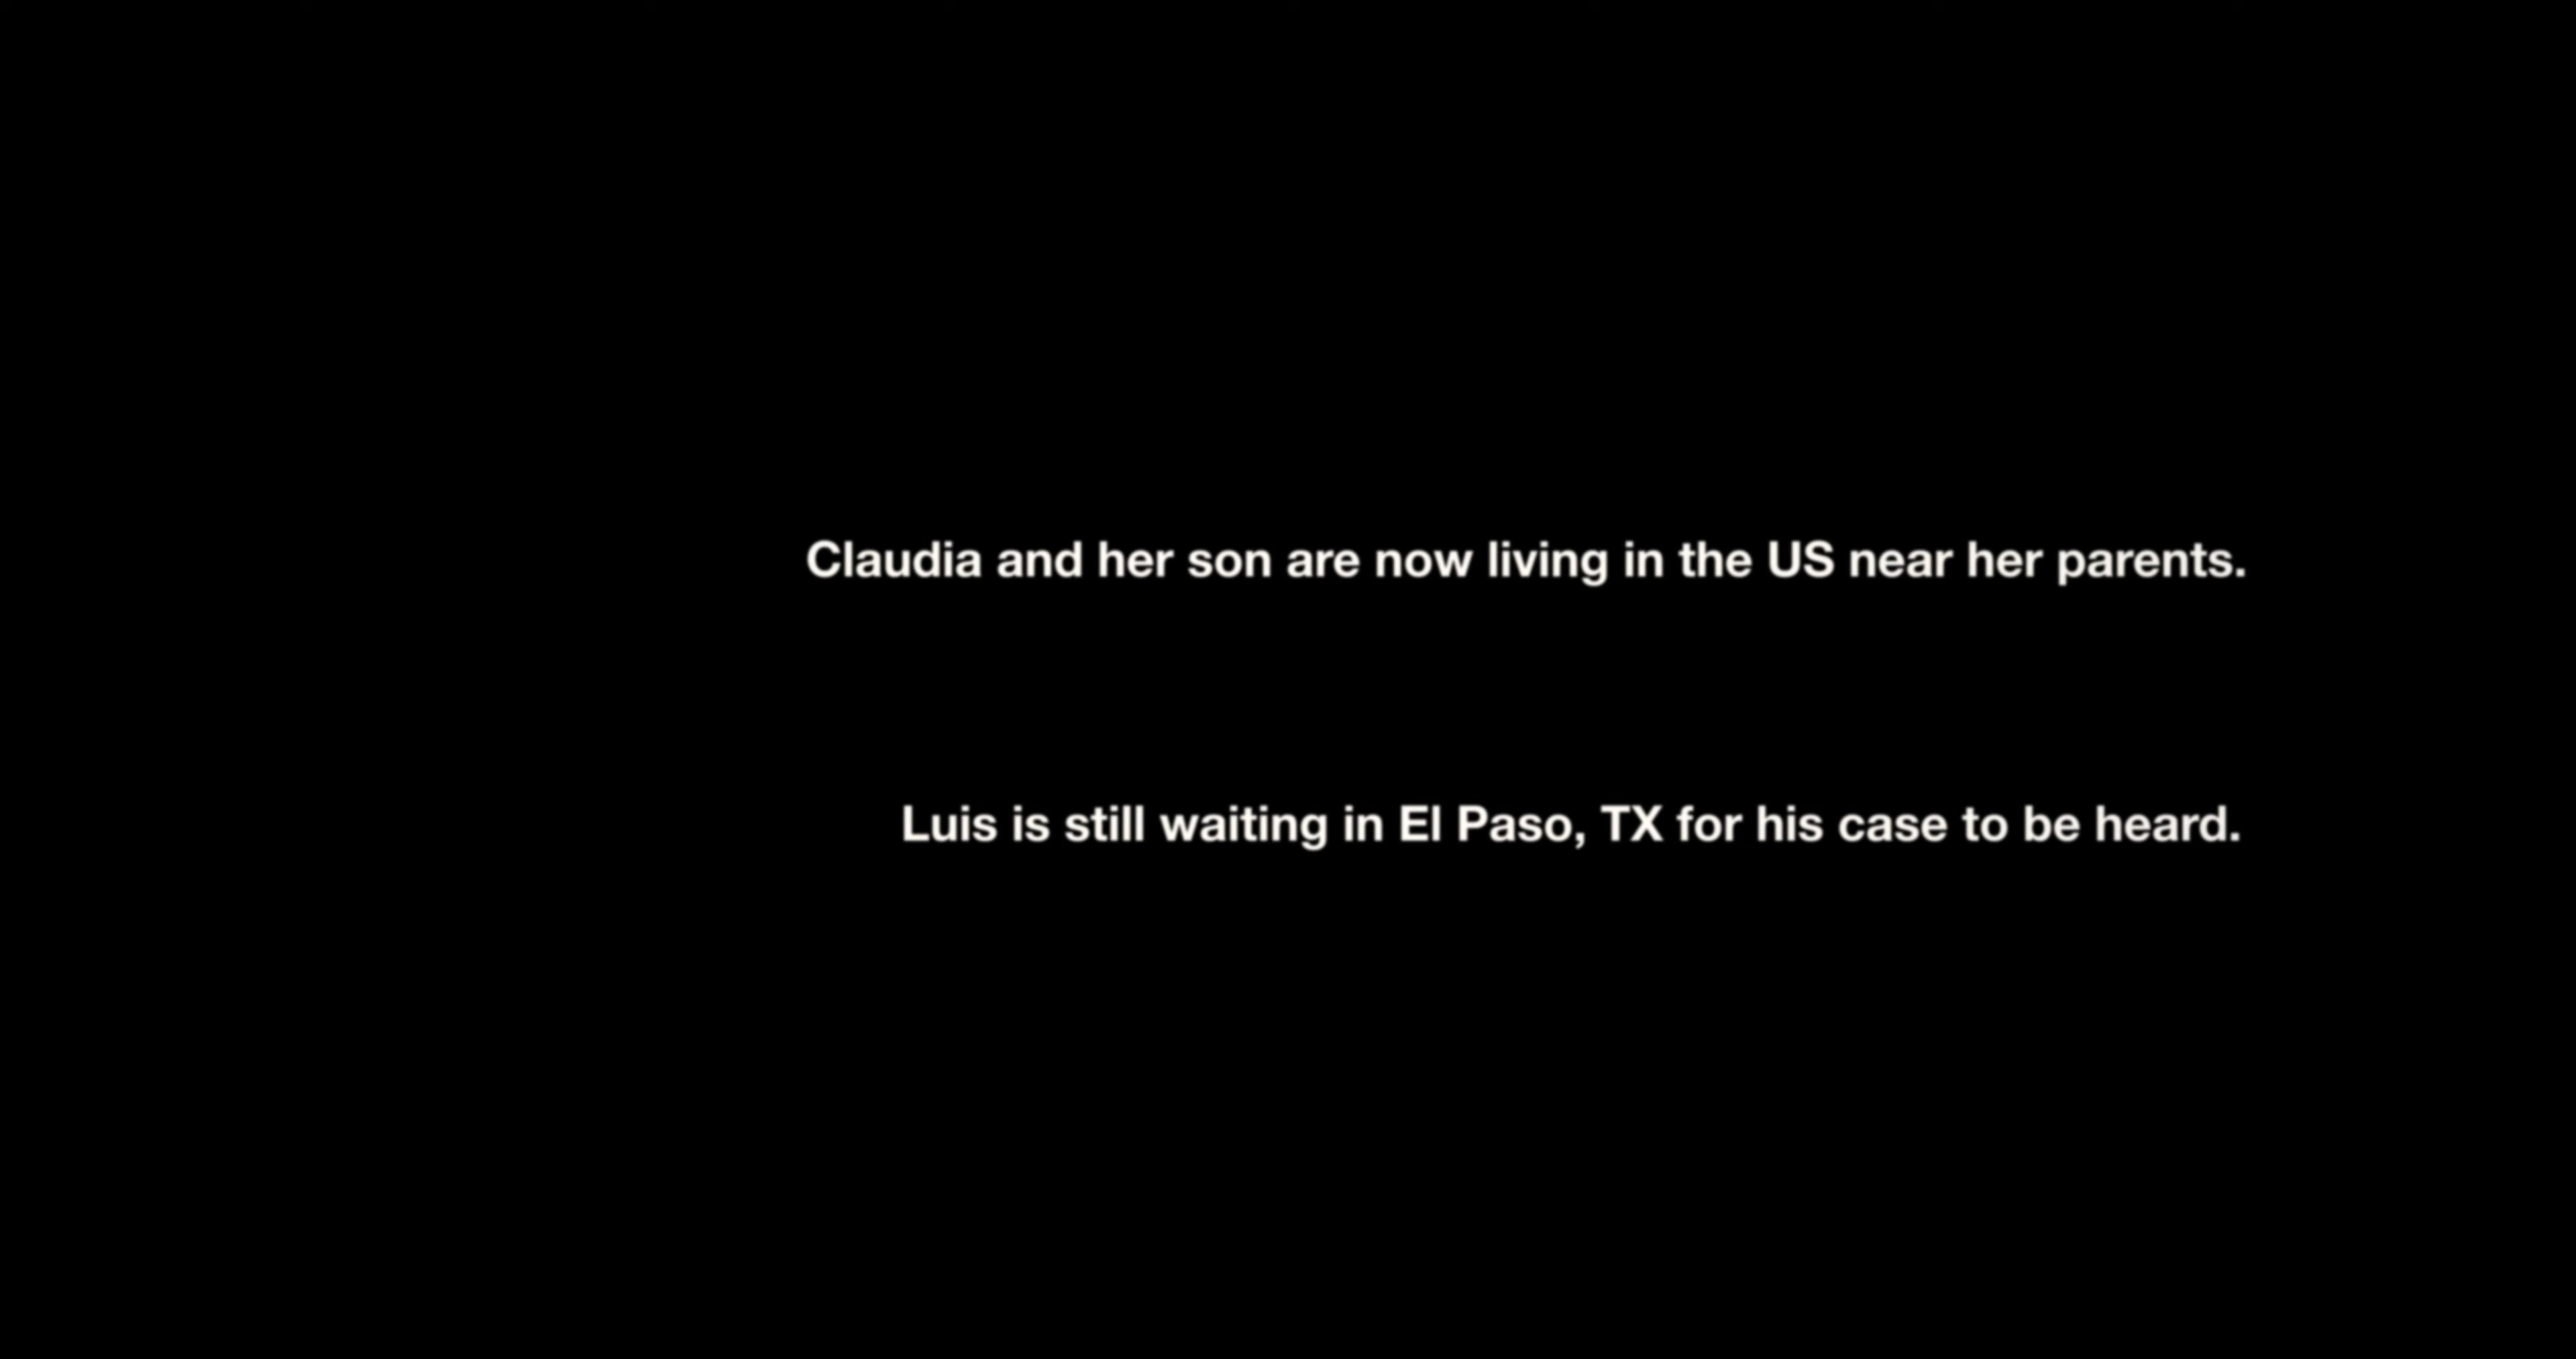 Claudia and her son are now living in the US near her parents.
Luis is still waiting in El Paso, TX for his case to be heard.